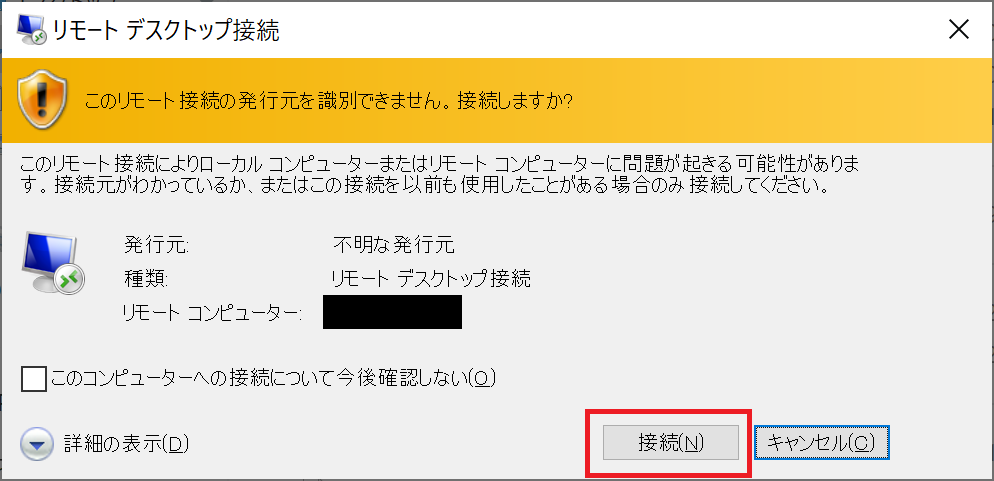 リモート デスクトップ接続
このリモート接続の発行元を識別できません。接続しますか?
このリモート接続によりローカル コンピューターまたはリモート コンピューターに問題が起きる可能性がありま
す。接続元がわかっているか、またはこの接続を以前も使用したことがある場合のみ接続してください。
発行元: 不明な発行元
種類: リモート デスクトップ接続
リモート コンピューター:
このコンピューターへの接続について今後確認しない(O)
詳細の表示(D) 接続(N) キャンセル(C)